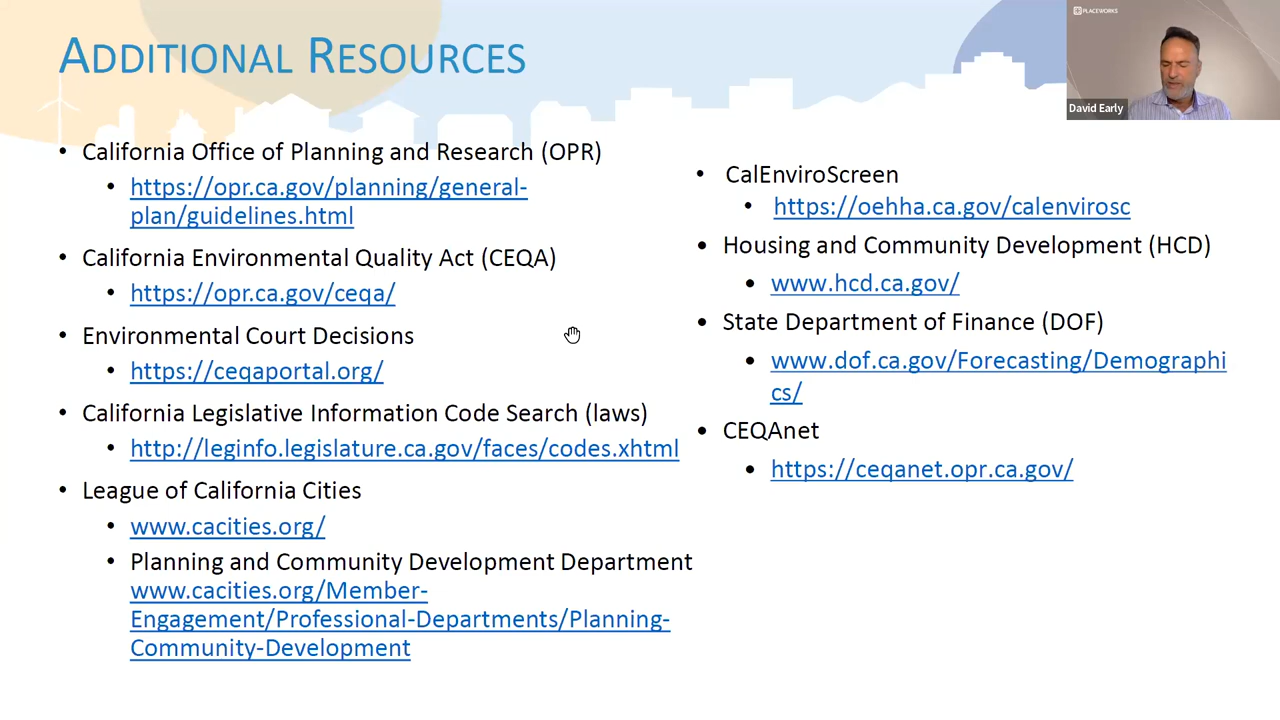 ADDITIONAL RESOURCES
PLACEWORKS
David Early
• California Office of Planning and Research (OPR)
• https://opr.ca.gov/planning/general-
plan/guidelines.html
• California Environmental Quality Act (CEQA)
• https://opr.ca.gov/ceqa/
• Environmental Court Decisions
• https://ceqaportal.org/
• California Legislative Information Code Search (laws)
• http://leginfo.legislature.ca.gov/faces/codes.xhtml
• League of California Cities
• www.cacities.org/
• Planning and Community Development Department
www.cacities.org/Member-
Engagement/Professional-Departments/Planning-
Community-Development
• CalEnviroScreen
• https://oehha.ca.gov/calenvirosc
• Housing and Community Development (HCD)
• www.hcd.ca.gov/
• State Department of Finance (DOF)
• www.dof.ca.gov/Forecasting/Demographi
cs/
• CEQAnet
• https://ceqanet.opr.ca.gov/